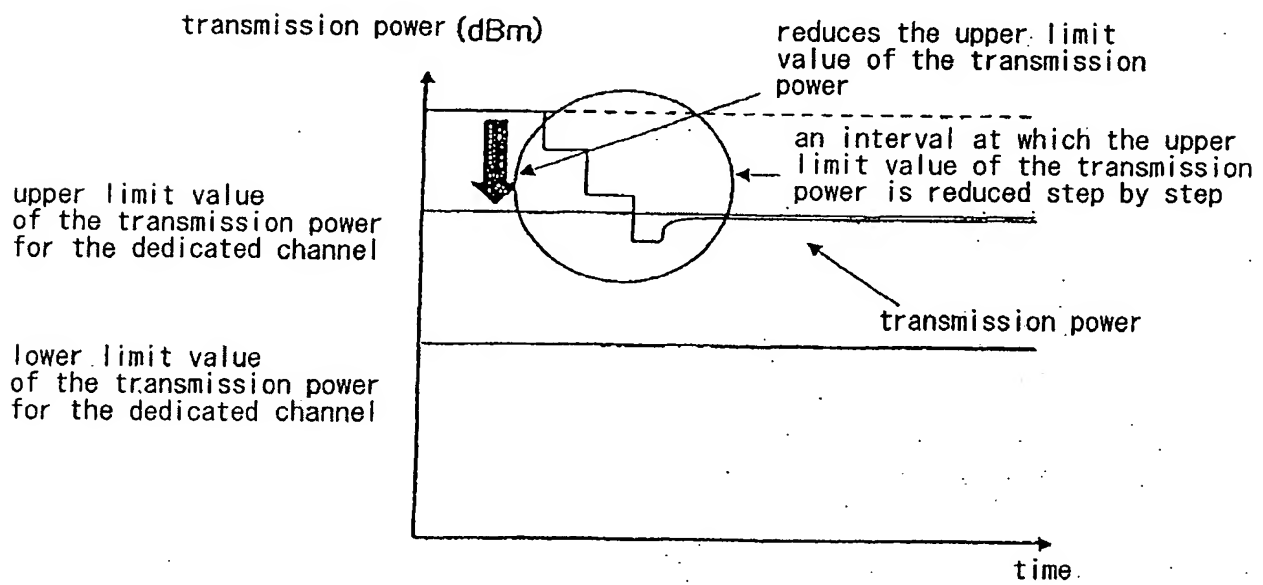 transmission power (dBm)
reduces the upper limit
value of the transmission
power
an interval at which the upper
limit value of the transmission
power is reduced step by step
upper limit value
of the transmission power
for the dedicated channel
transmission power
lower limit value
of the transmission power
for the dedicated channel
time